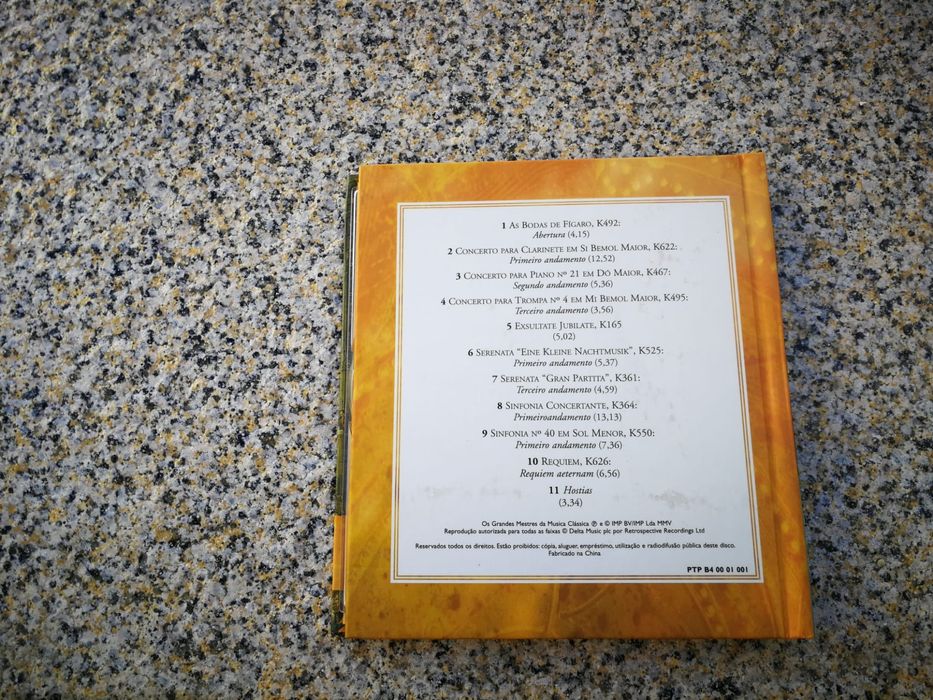 1 As Bodas de Fígaro, K492:
Abertura (4,15)
2 Concerto para Clarinete em Si Bemol Maior, K622:
Primeiro andamento (12,52)
3 Concerto para Piano nº 21 em Dó Maior, K467:
Segundo andamento (5,36)
4 Concerto para Trompa nº 4 em Mi Bemol Maior, K495:
Terceiro andamento (3,56)
5 Exsultate Jubilate, K165
(5,02)
6 Serenata "Eine Kleine Nachtmusik", K525:
Primeiro andamento (5,37)
7 Serenata "Gran Partita", K361:
Terceiro andamento (4,59)
8 Sinfonia Concertante, K364:
Primeiroandamento (13,13)
9 Sinfonia nº 40 em Sol Menor, K550:
Primeiro andamento (7,36)
10 Requiem, K626:
Requiem aeternam (6,56)
11 Hostias
(3,34)
Os Grandes Mestres da Musica Clássica ℗ e © IMP BV/IMP Lda MMV
Reprodução autorizada para todas as faixas © Delta Music plc por Retrospective Recordings Ltd
Reservados todos os direitos. Estão proibidos: cópia, aluguer, empréstimo, utilização e radiodifusão pública deste disco.
Fabricado na China
PTP B4 00 01 001